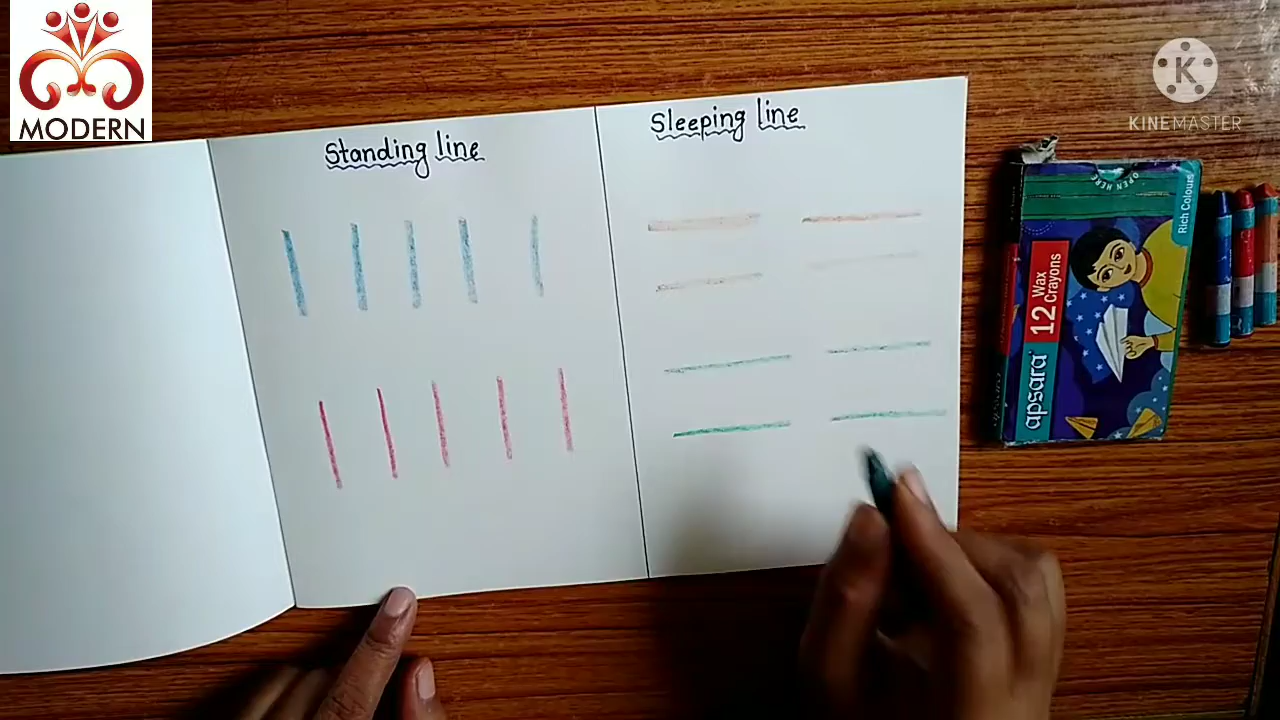 MODERN
Standing line
Sleeping line
KINEMASTER
OPEN HERE
Rich Colours
12 Wax Crayons
apsara